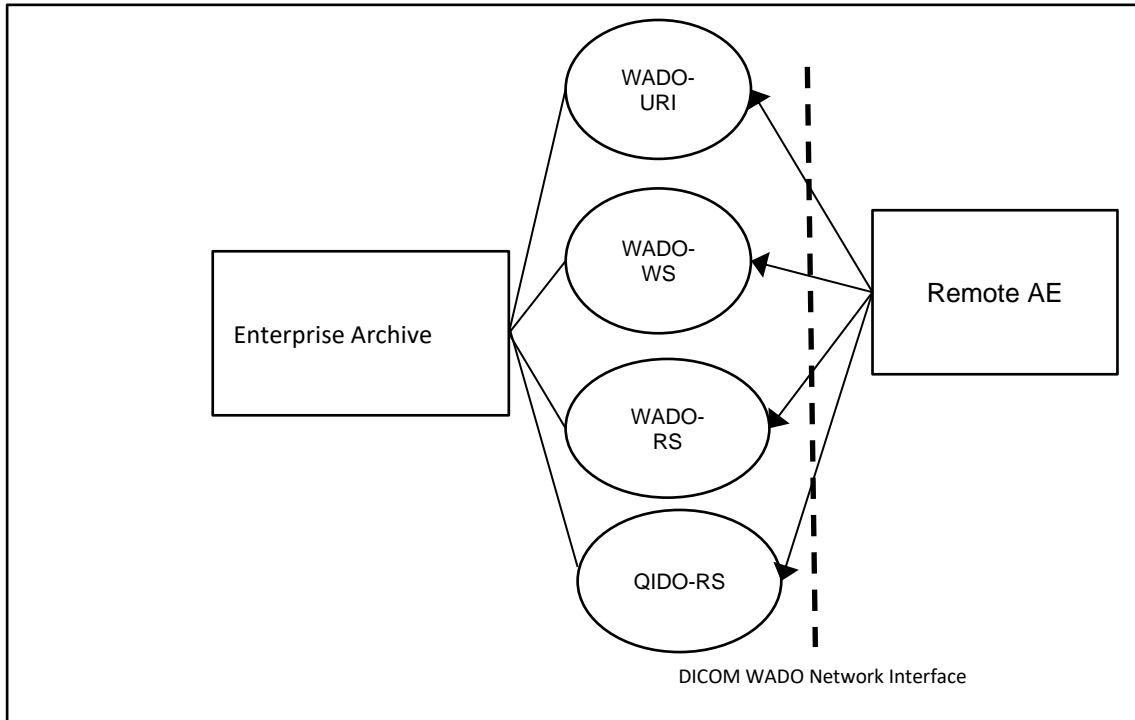 WADO-
URI
WADO-
WS
Enterprise Archive
Remote AE
WADO-
RS
QIDO-RS
DICOM WADO Network Interface